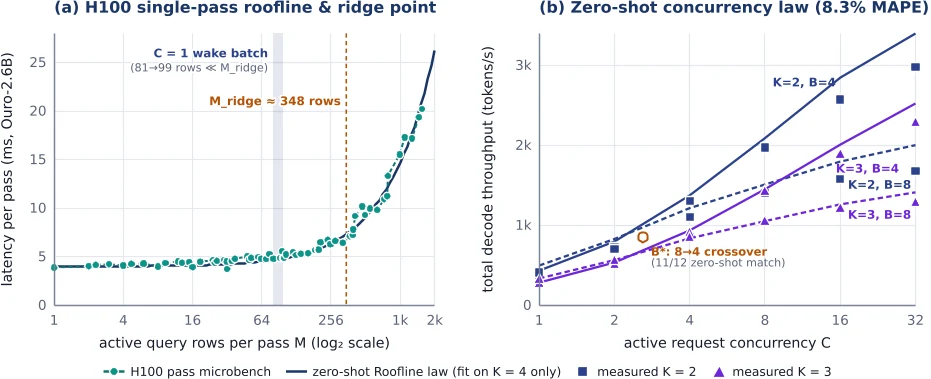 (a) H100 single-pass roofline & ridge point
latency per pass (ms, Ouro-2.6B)
25
20
15
10
5
0
C = 1 wake batch
(81→99 rows ≪ M_ridge)
M_ridge ≈ 348 rows
1
4
16
64
256
1k
2k
active query rows per pass M (log₂ scale)
(b) Zero-shot concurrency law (8.3% MAPE)
total decode throughput (tokens/s)
3k
2k
1k
0
K=2, B=4
K=3, B=4
K=2, B=8
K=3, B=8
B*: 8→4 crossover
(11/12 zero-shot match)
1
2
4
8
16
32
active request concurrency C
H100 pass microbench
zero-shot Roofline law (fit on K = 4 only)
measured K = 2
measured K = 3